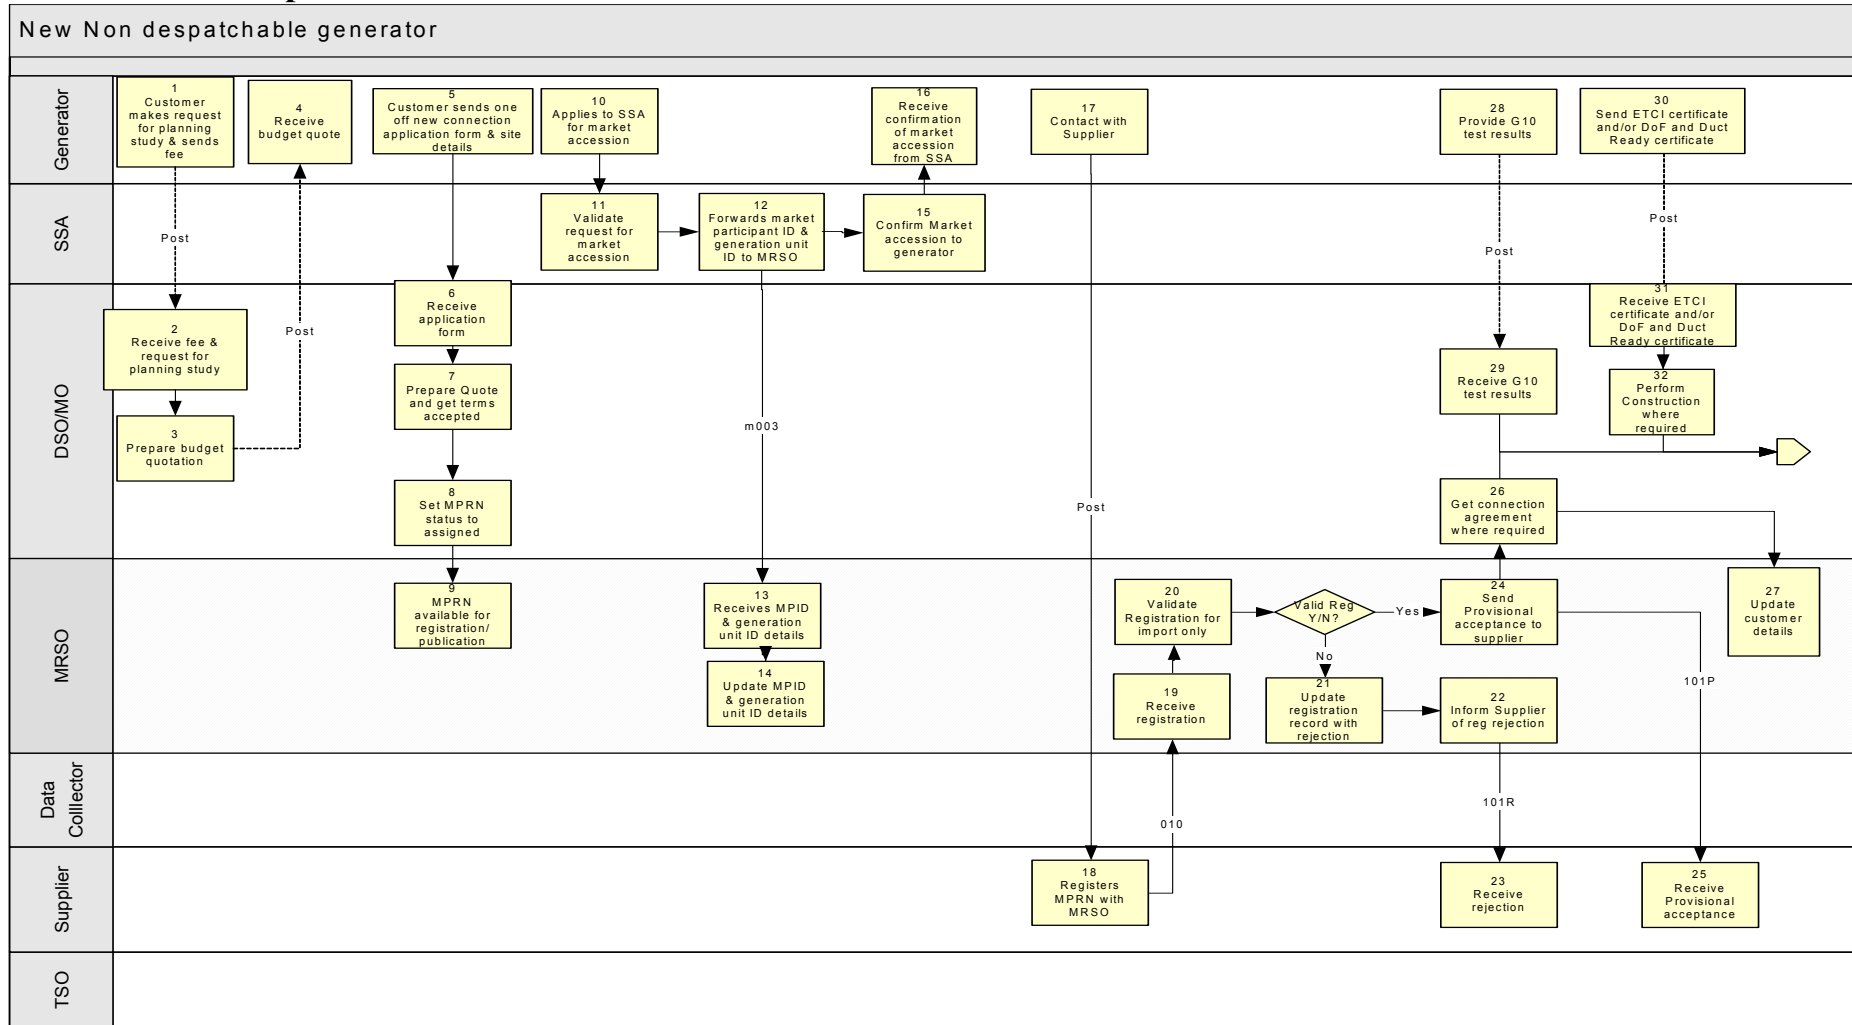 New Non despatchable generator
Generator
1
Customer
makes request
for planning
study & sends
fee
4
Receive
budget quote
5
Customer sends one
off new connection
application form & site
details
10
Applies to SSA
for market
accession
16
Receive
confirmation
of market
accession
from SSA
17
Contact with
Supplier
28
Provide G10
test results
30
Send ETCI certificate
and/or DoF and Duct
Ready certificate
SSA
Post
11
Validate
request for
market
accession
12
Forwards market
participant ID &
generation unit
ID to MRSO
15
Confirm Market
accession to
generator
Post
Post
DSO/MO
2
Receive fee &
request for
planning study
Post
3
Prepare budget
quotation
6
Receive
application
form
7
Prepare Quote
and get terms
accepted
8
Set MPRN
status to
assigned
m003
Post
29
Receive G10
test results
31
Receive ETCI
certificate and/or
DoF and Duct
Ready certificate
32
Perform
Construction
where
required
26
Get connection
agreement
where required
MRSO
9
MPRN
available for
registration/
publication
13
Receives MPID
& generation
unit ID details
14
Update MPID
& generation
unit ID details
20
Validate
Registration for
import only
Valid Reg
Y/N?
Yes
No
24
Send
Provisional
acceptance to
supplier
27
Update
customer
details
19
Receive
registration
21
Update
registration
record with
rejection
22
Inform Supplier
of reg rejection
101P
Data
Colllector
010
101R
Supplier
18
Registers
MPRN with
MRSO
23
Receive
rejection
25
Receive
Provisional
acceptance
TSO